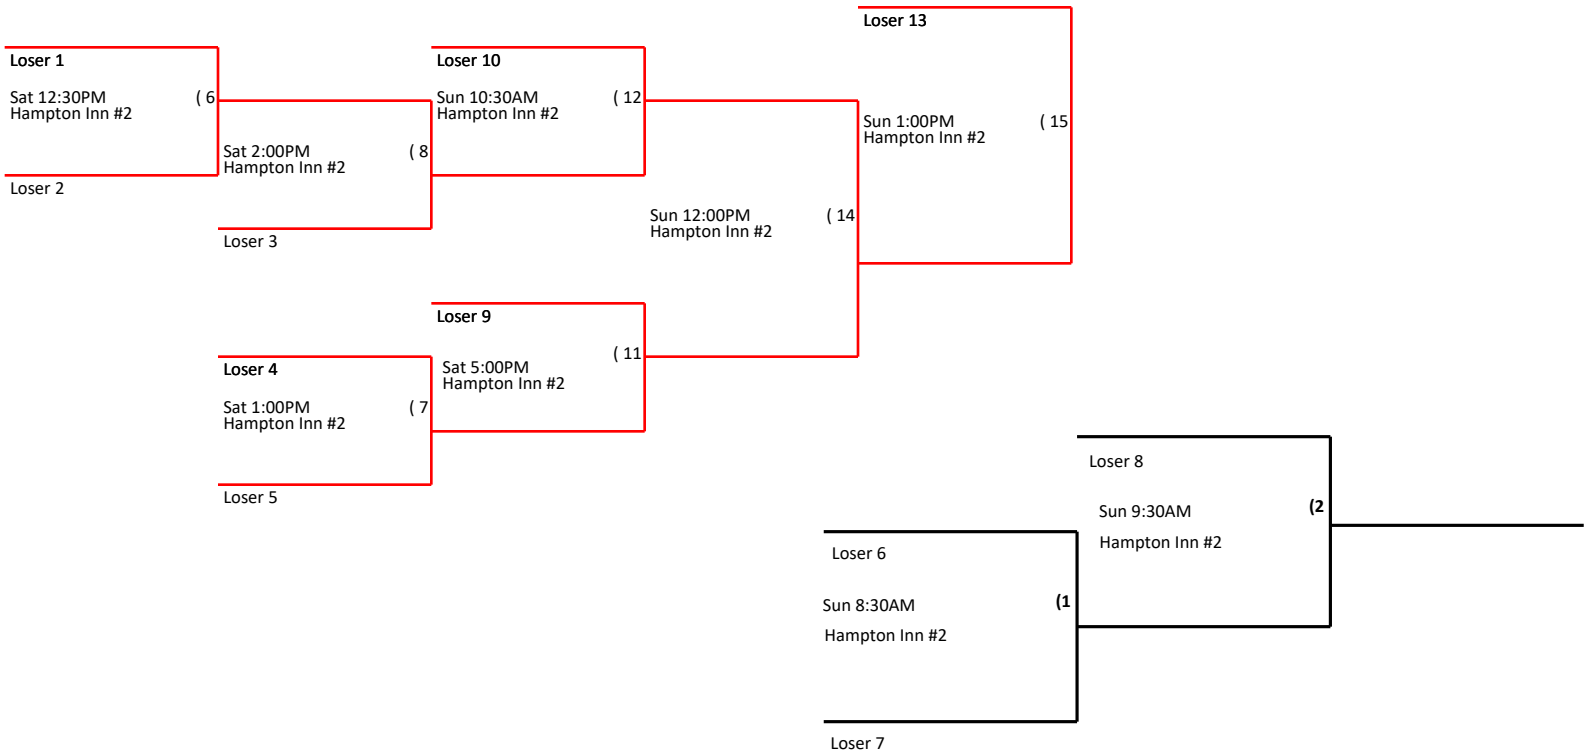 Loser 13
Loser 1
Loser 10
Sat 12:30PM
Hampton Inn #2
( 6
Sun 10:30AM
Hampton Inn #2
( 12
Sun 1:00PM
Hampton Inn #2
( 15
Sat 2:00PM
Hampton Inn #2
( 8
Loser 2
Sun 12:00PM
Hampton Inn #2
( 14
Loser 3
Loser 9
Loser 4
Sat 5:00PM
Hampton Inn #2
( 11
Sat 1:00PM
Hampton Inn #2
( 7
Loser 5
Loser 8
Sun 9:30AM
Hampton Inn #2
(2
Loser 6
Sun 8:30AM
Hampton Inn #2
(1
Loser 7